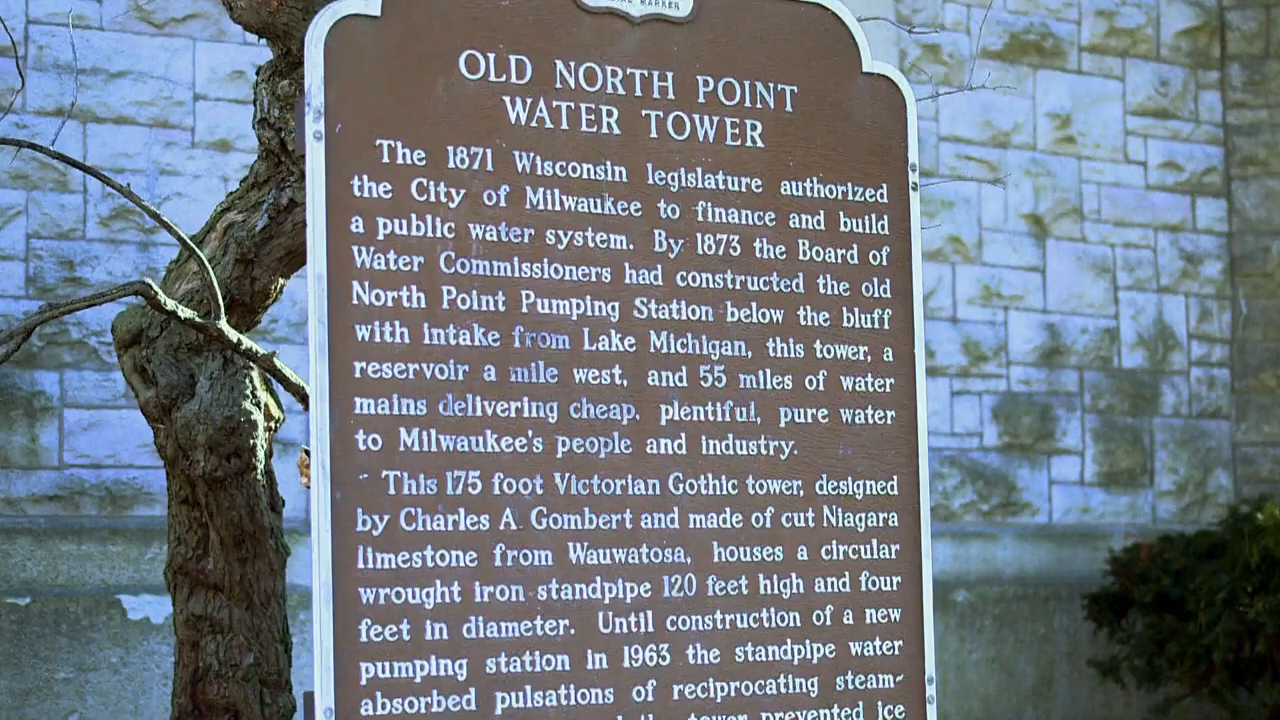 MARKER
OLD NORTH POINT
WATER TOWER
The 1871 Wisconsin legislature authorized
the City of Milwaukee to finance and build
a public water system. By 1873 the Board of
Water Commissioners had constructed the old
North Point Pumping Station below the bluff
with intake from Lake Michigan, this tower, a
reservoir a mile west, and 55 miles of water
mains delivering cheap, plentiful, pure water
to Milwaukee's people and industry.
This 175 foot Victorian Gothic tower, designed
by Charles A. Gombert and made of cut Niagara
limestone from Wauwatosa, houses a circular
wrought iron standpipe 120 feet high and four
feet in diameter. Until construction of a new
pumping station in 1963 the standpipe water
absorbed pulsations of reciprocating steam-
the tower prevented ice